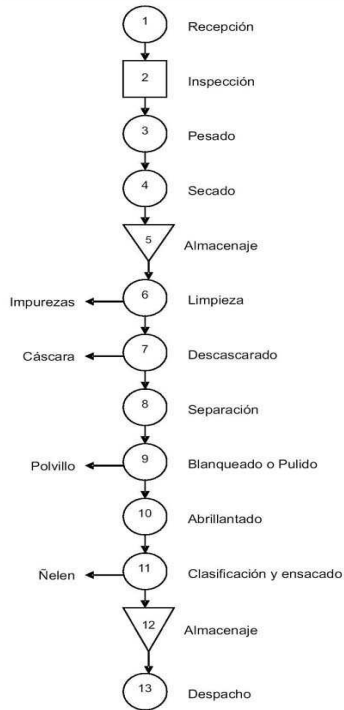 1 Recepción
2 Inspección
3 Pesado
4 Secado
5 Almacenaje
Impurezas 6 Limpieza
Cáscara 7 Descascarado
8 Separación
Polvillo 9 Blanqueado o Pulido
10 Abrillantado
Ñelen 11 Clasificación y ensacado
12 Almacenaje
13 Despacho